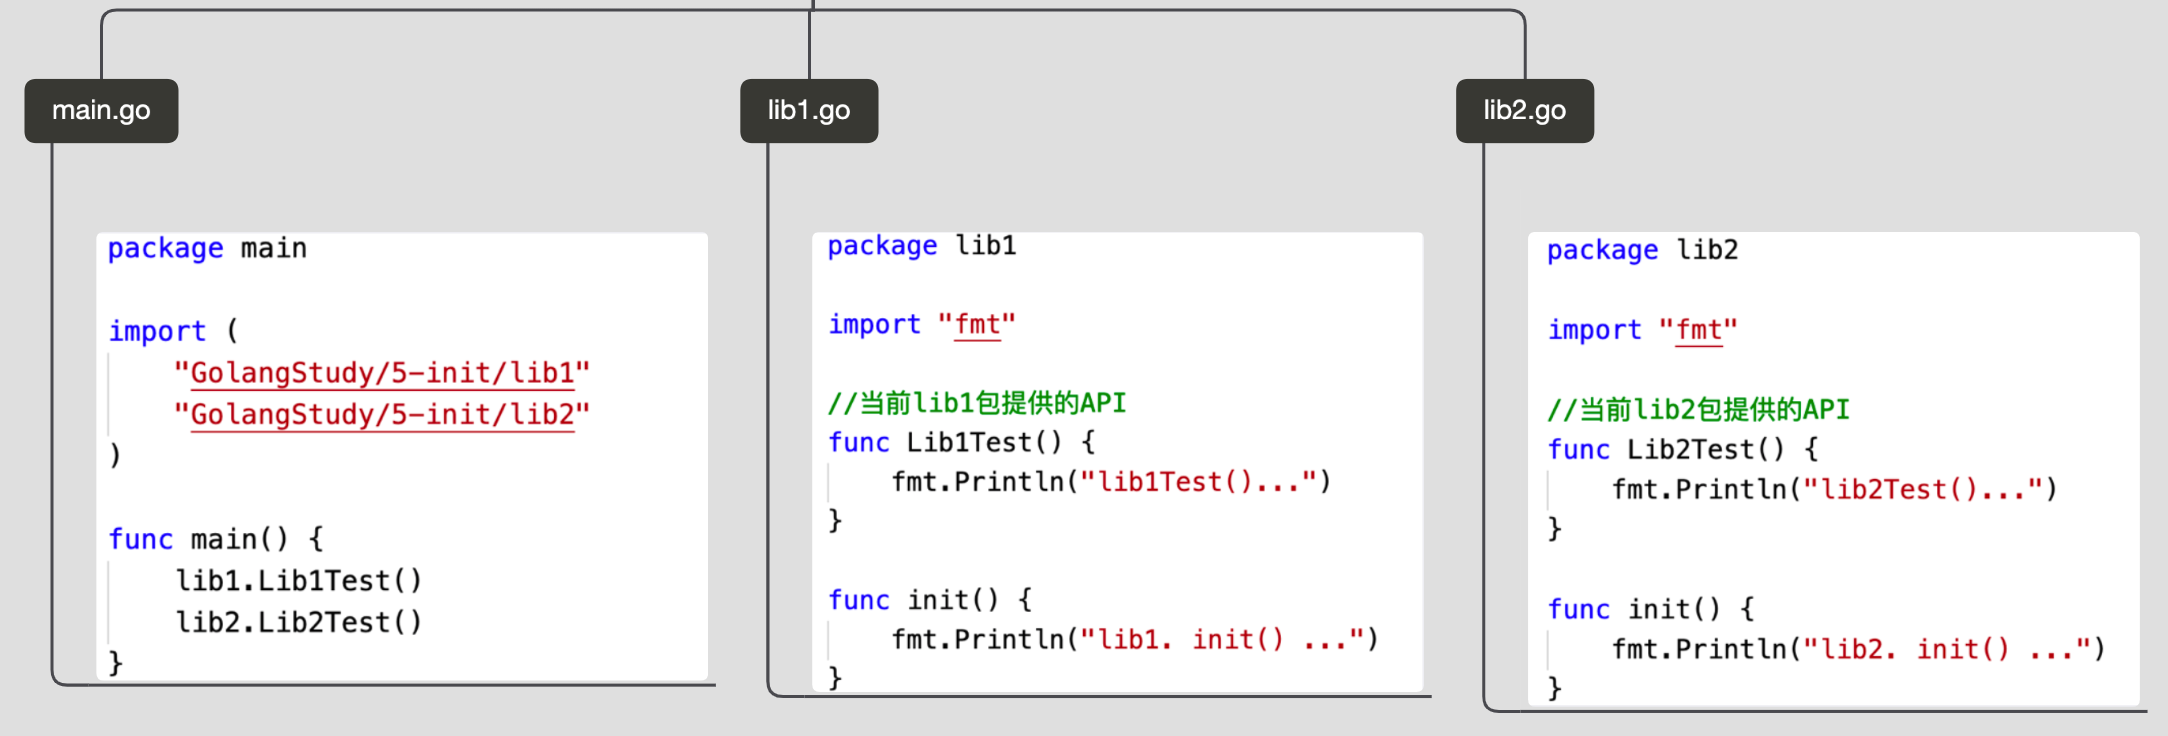 main.go
package main
import (
"GolangStudy/5-init/lib1"
"GolangStudy/5-init/lib2"
)
func main() {
lib1.Lib1Test()
lib2.Lib2Test()
}
lib1.go
package lib1
import "fmt"
//当前lib1包提供的API
func Lib1Test() {
fmt.Println("lib1Test()...")
}
func init() {
fmt.Println("lib1. init() ...")
}
lib2.go
package lib2
import "fmt"
//当前lib2包提供的API
func Lib2Test() {
fmt.Println("lib2Test()...")
}
func init() {
fmt.Println("lib2. init() ...")
}